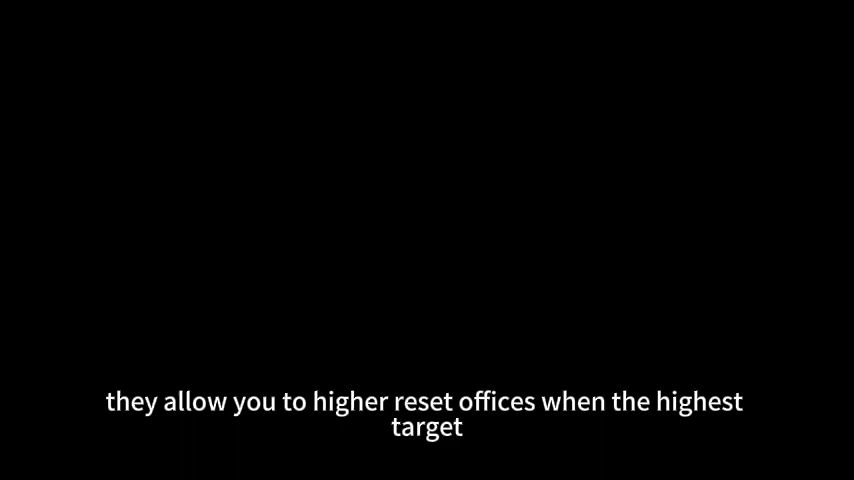 they allow you to higher reset offices when the highest
target